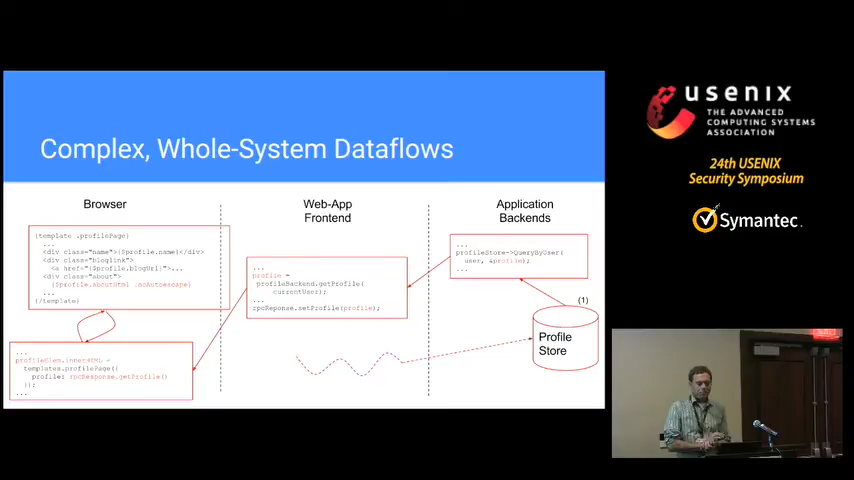 Complex, Whole-System Dataflows
Browser
Web-App
Frontend
Application
Backends
{template .profilePage}
...
<div class="name">{$profile.name}</div>
<div class="bloglink">
<a href="{$profile.blogUrl}">...
<div class="about">
{$profile.aboutHtml |noAutoescape}
...
{/template}
...
profileElem.innerHTML =
templates.profilePage({
profile: rpcResponse.getProfile()
});
...
...
profile =
profileBackend.getProfile(
currentUser);
...
rpcReponse.setProfile(profile);
...
profileStore->QueryByUser(
user, &profile);
...
(1)
Profile
Store
usenix
THE ADVANCED
COMPUTING SYSTEMS
ASSOCIATION
24th USENIX
Security Symposium
Symantec.